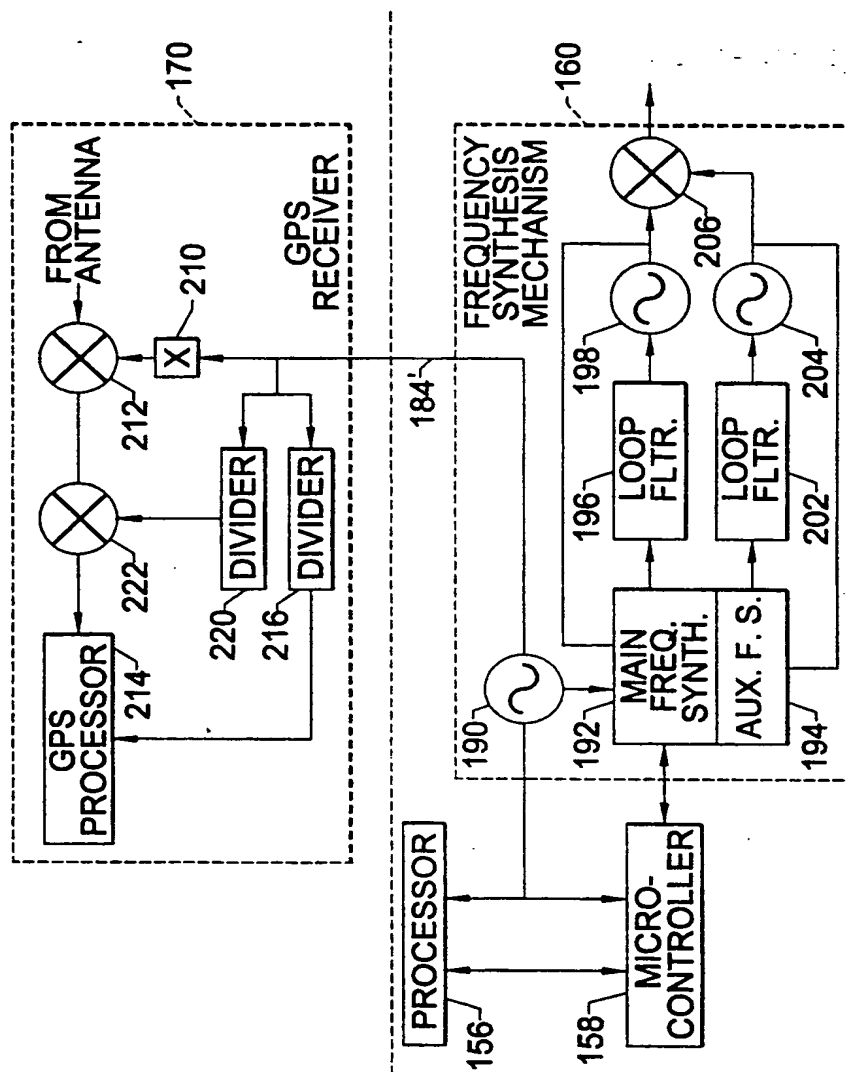 170
FROM
ANTENNA
GPS
RECEIVER
210
X
212
222
DIVIDER
DIVIDER
220
216
GPS
PROCESSOR
214
184'
160
FREQUENCY
SYNTHESIS
MECHANISM
206
198
204
LOOP
FLTR.
196
LOOP
FLTR.
202
190
MAIN
FREQ.
SYNTH.
192
AUX. F. S.
194
PROCESSOR
156
MICRO-
CONTROLLER
158